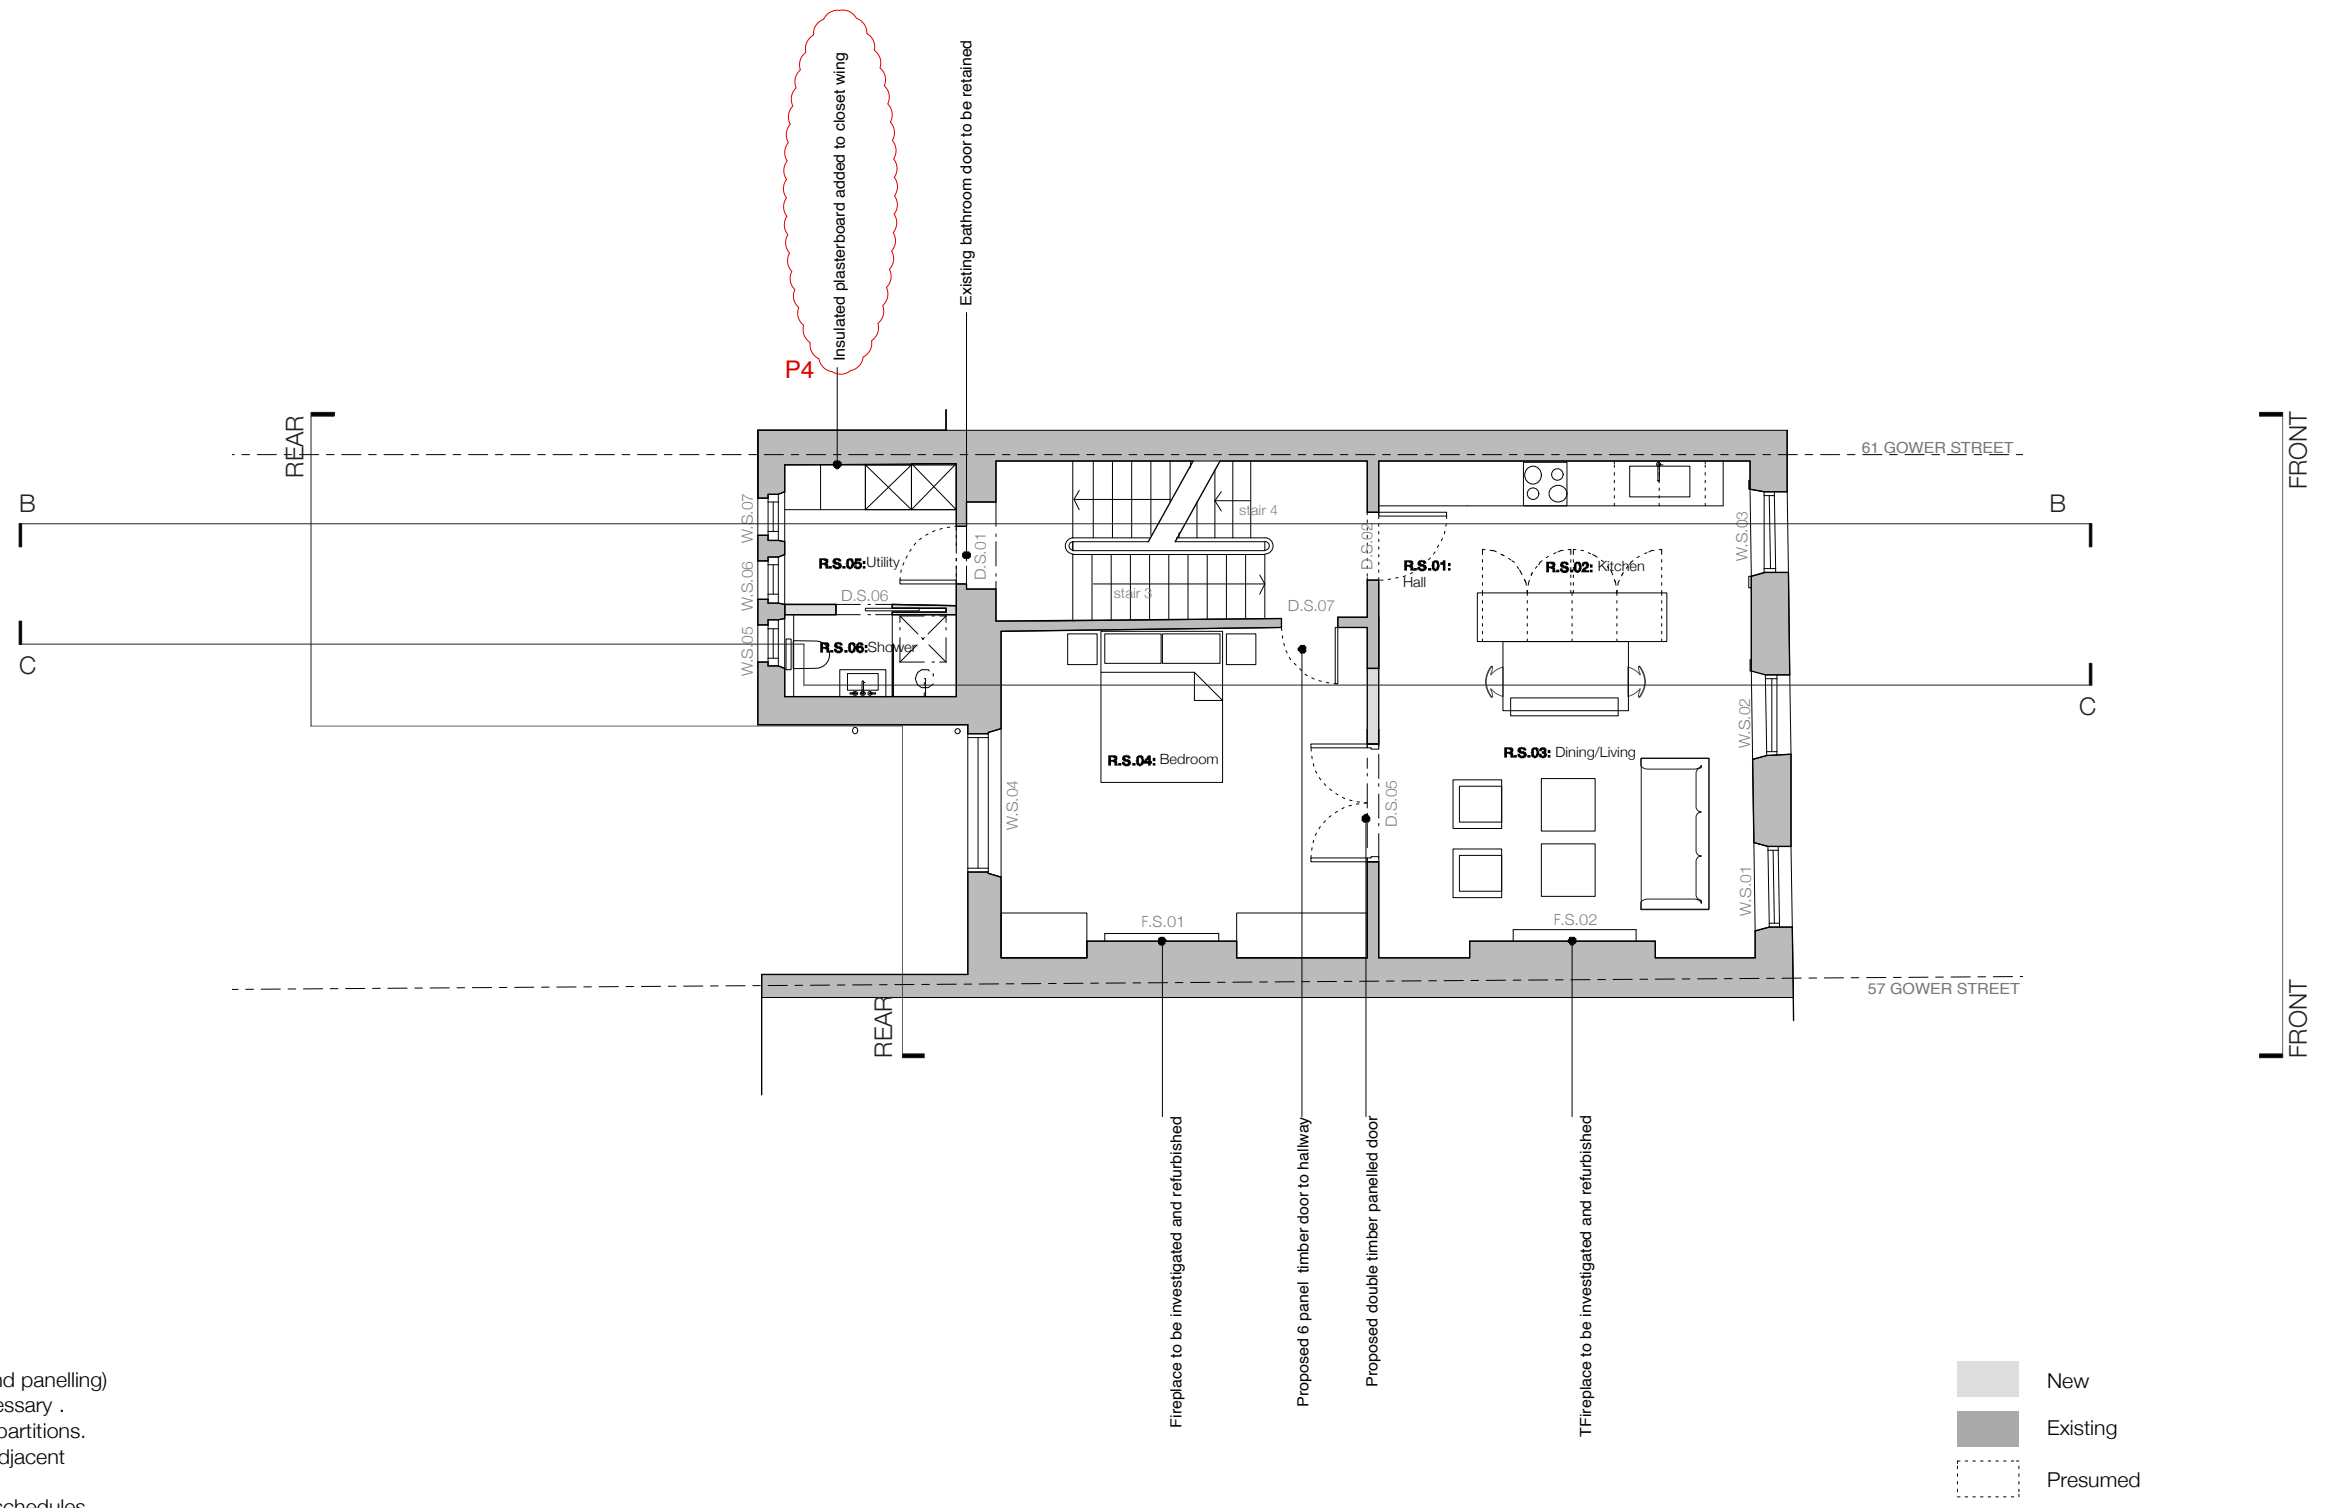 Insulated plasterboard added to closet wing
Existing bathroom door to be retained
P4
REAR
FRONT
61 GOWER STREET
B
B
W.S.07
D.S.01
stair 4
D.S.02
W.S.03
R.S.05:Utility
R.S.01:
Hall
R.S.02: Kitchen
W.S.06
D.S.06
stair 3
D.S.07
W.S.05
R.S.06:Shower
C
C
W.S.02
R.S.04: Bedroom
R.S.03: Dining/Living
W.S.04
D.S.05
W.S.01
F.S.01
F.S.02
57 GOWER STREET
REAR
FRONT
Fireplace to be investigated and refurbished
Proposed 6 panel timber door to hallway
Proposed double timber panelled door
TFireplace to be investigated and refurbished
nd panelling)
essary .
partitions.
djacent
schedules
New
Existing
Presumed